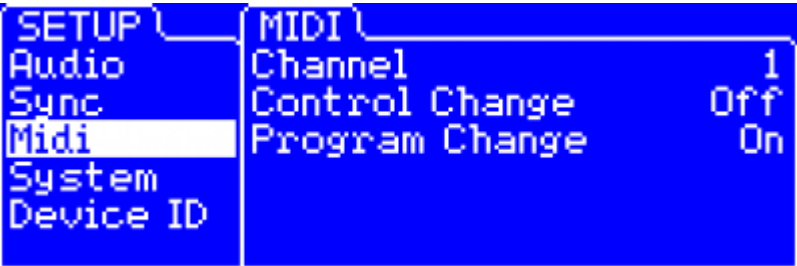 SETUP
Audio
Sync
Midi
System
Device ID
MIDI
Channel 1
Control Change Off
Program Change On